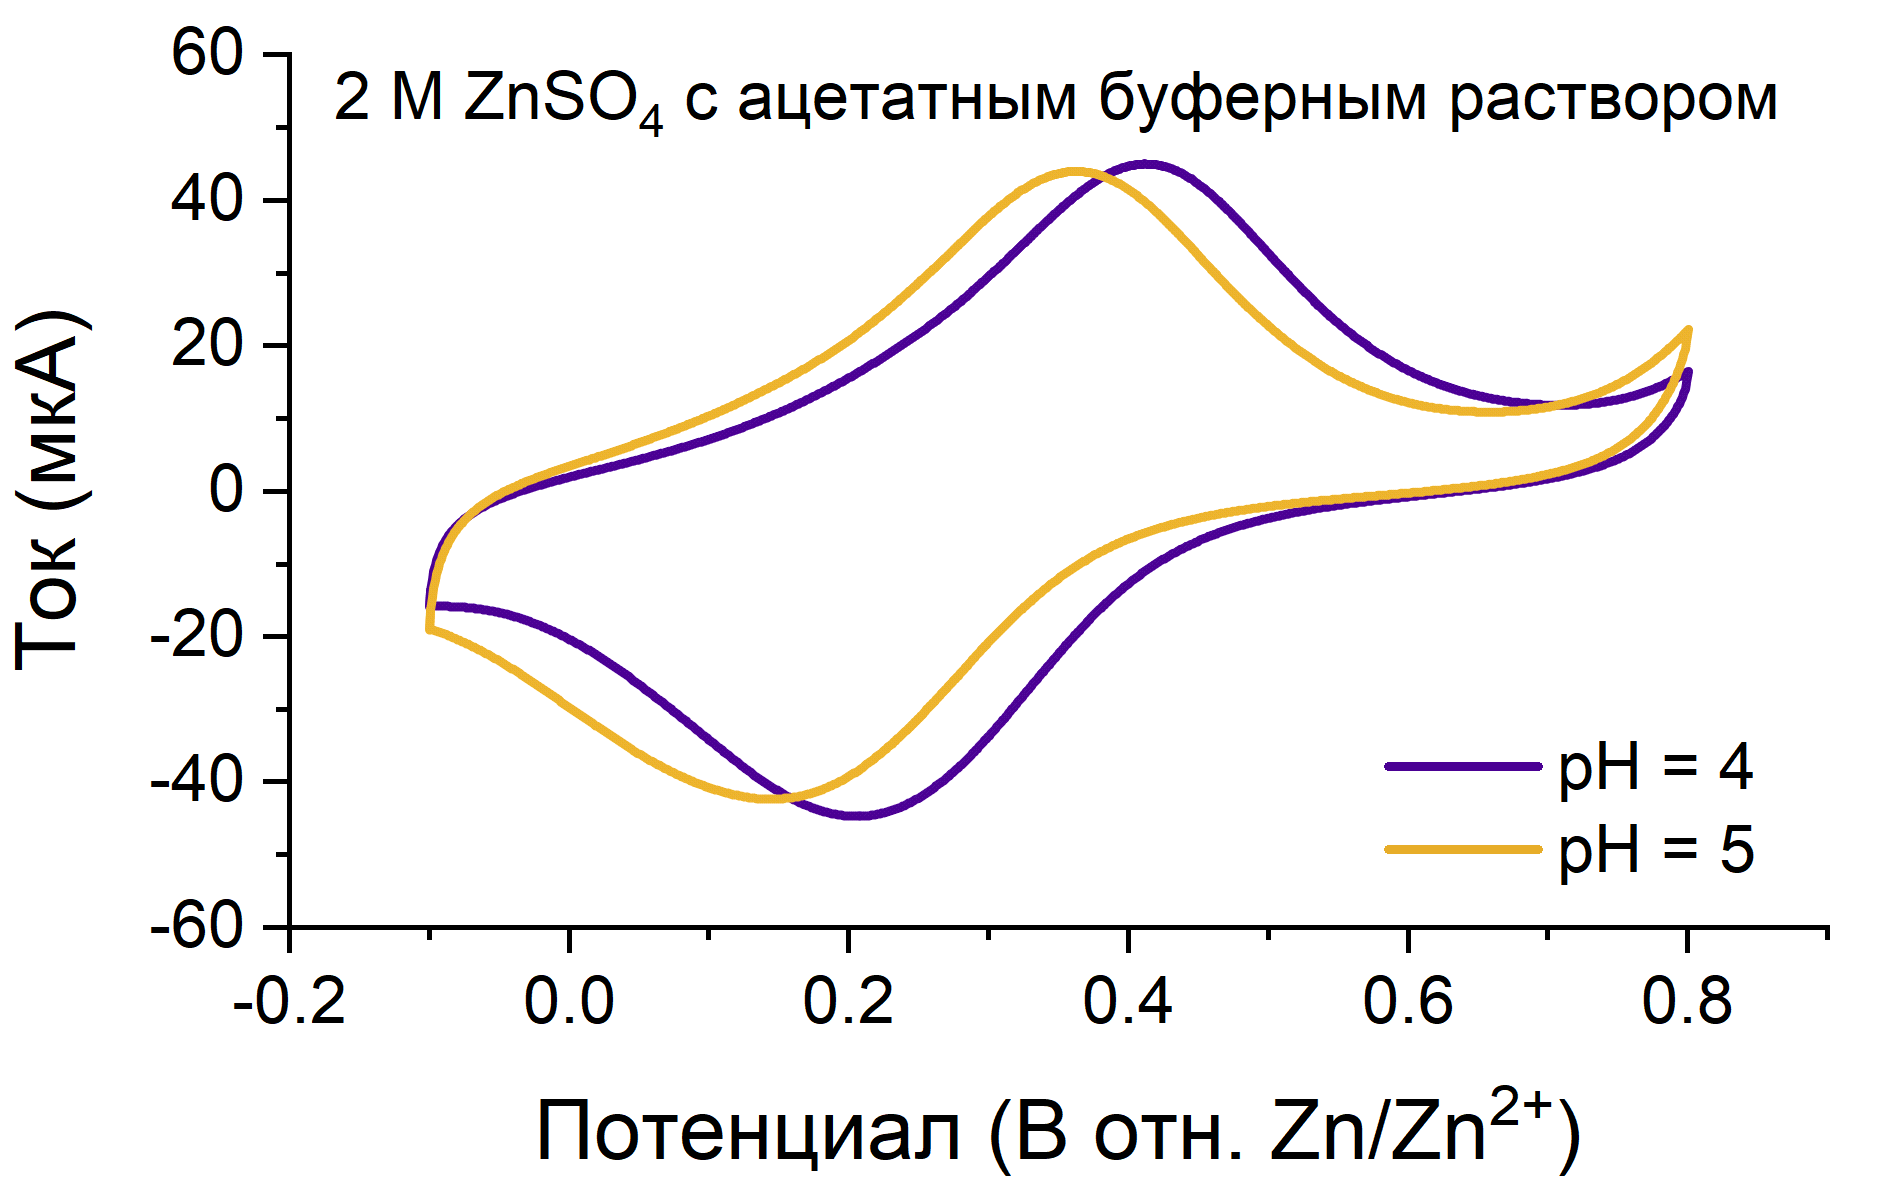 2 М ZnSO₄ с ацетатным буферным раствором
Ток (мкА)
60
40
20
0
-20
-40
-60
-0.2 0.0 0.2 0.4 0.6 0.8
Потенциал (В отн. Zn/Zn²⁺)
pH = 4
pH = 5